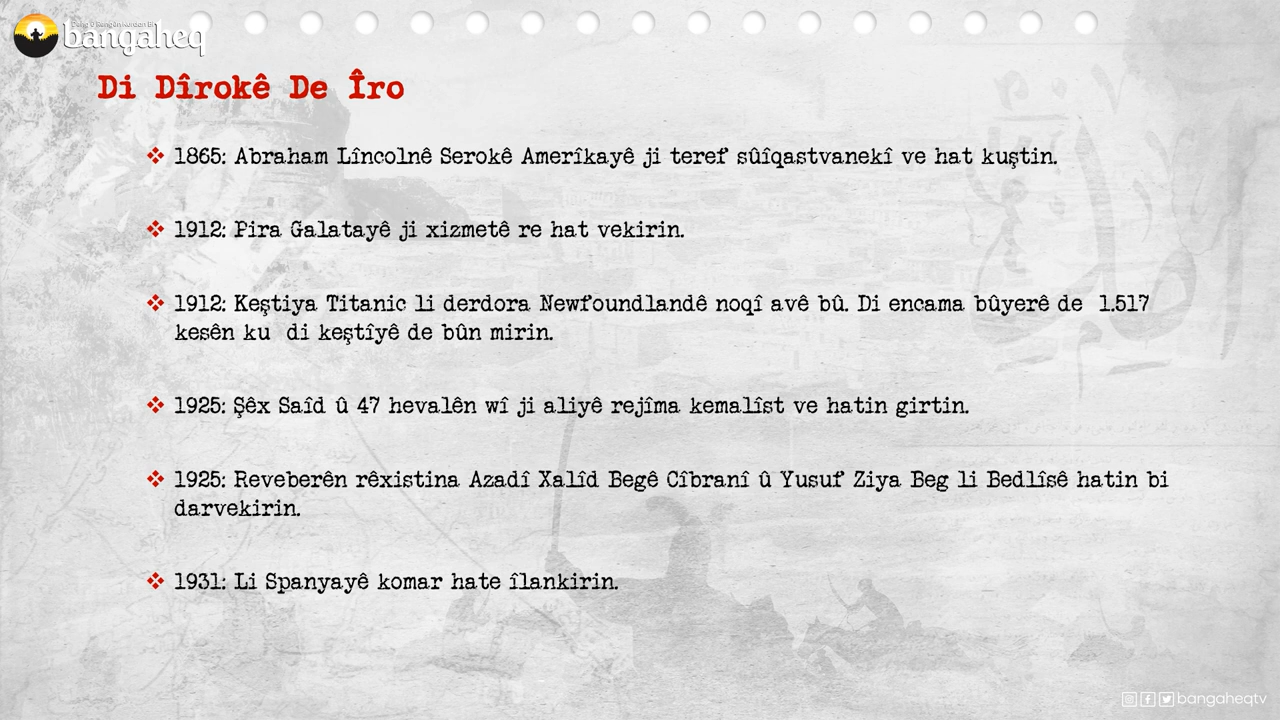 Deng û Bangên Kurdan Bi
bangaheq
Di Dîrokê De Îro
❖ 1865: Abraham Lîncolnê Serokê Amerîkayê ji teref sûîqastvanekî ve hat kuştin.
❖ 1912: Pira Galatayê ji xizmetê re hat vekirin.
❖ 1912: Keştiya Titanic li derdora Newfoundlandê noqî avê bû. Di encama bûyerê de 1.517
kesên ku di keştîyê de bûn mirin.
❖ 1925: Şêx Saîd û 47 hevalên wî ji aliyê rejîma kemalîst ve hatin girtin.
❖ 1925: Reveberên rêxistina Azadî Xalîd Begê Cîbranî û Yusuf Ziya Beg li Bedlîsê hatin bi
darvekirin.
❖ 1931: Li Spanyayê komar hate îlankirin.
bangaheqtv